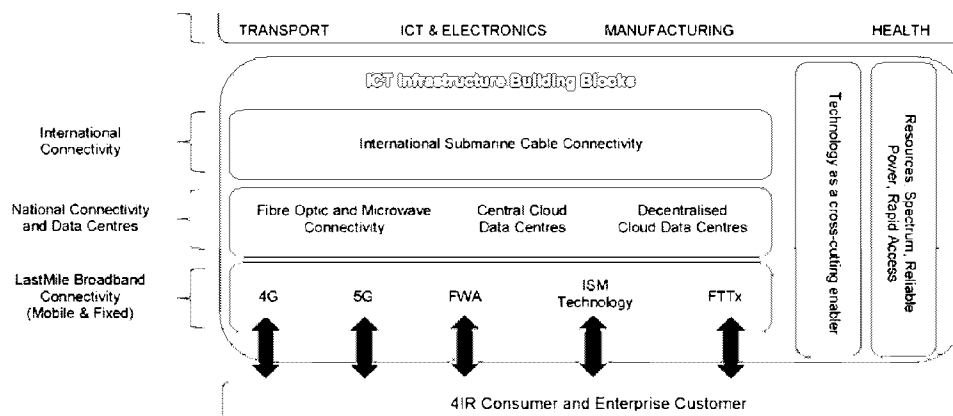 TRANSPORT ICT & ELECTRONICS MANUFACTURING HEALTH
ICT Infrastructure Building Blocks
International
Connectivity
International Submarine Cable Connectivity
National Connectivity
and Data Centres
Fibre Optic and Microwave
Connectivity
Central Cloud
Data Centres
Decentralised
Cloud Data Centres
LastMile Broadband
Connectivity
(Mobile & Fixed)
4G
5G
FWA
ISM
Technology
FTTx
Technology as a cross-cutting enabler
Resources. Spectrum, Reliable
Power, Rapid Access
4IR Consumer and Enterprise Customer